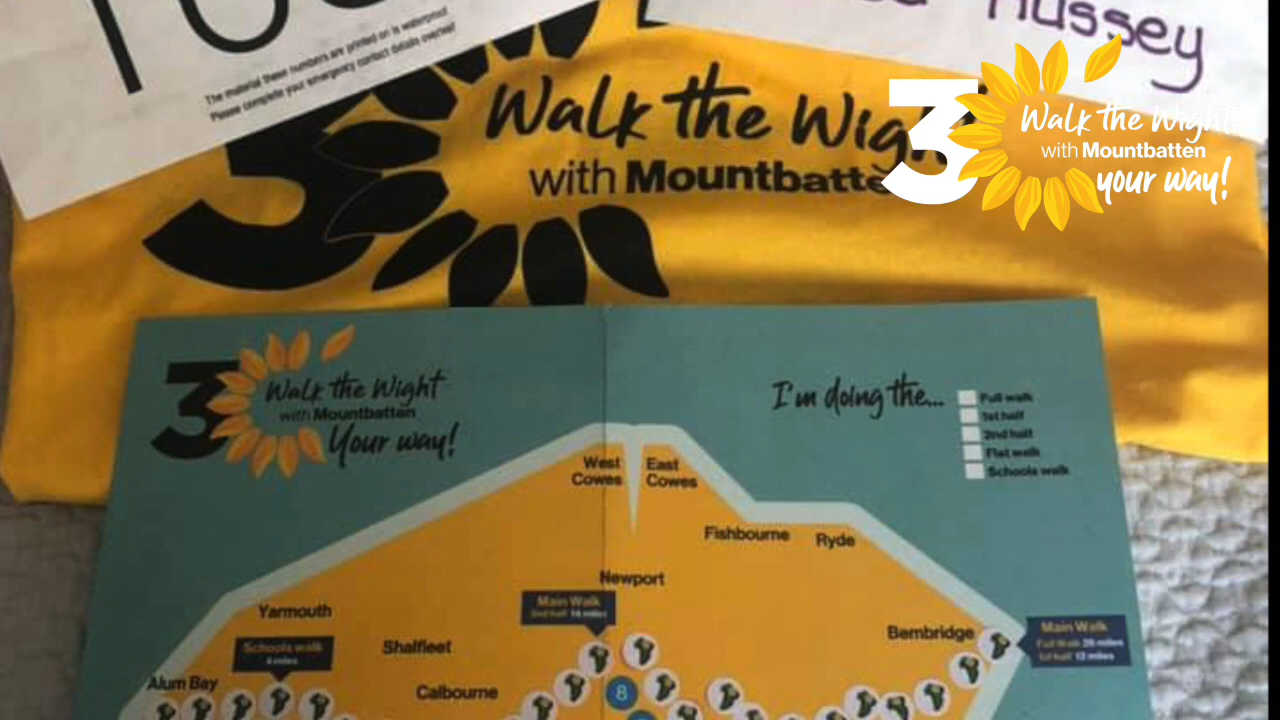 The material these numbers are printed on is waterproof
Please complete your emergency contact details overleaf
Hussey
30
Walk the Wight
with Mountbatten
3
Walk the Wight
with Mountbatten
your way!
3
Walk the Wight
with Mountbatten
Your way!
I'm doing the...
Full walk
1st half
2nd half
Flat walk
Schools walk
West
Cowes
East
Cowes
Fishbourne
Ryde
Newport
Main Walk
2nd half 14 miles
Yarmouth
Schools walk
4 miles
Shalfleet
Bembridge
Main Walk
Full Walk 26 miles
1st half 12 miles
Alum Bay
Calbourne
8